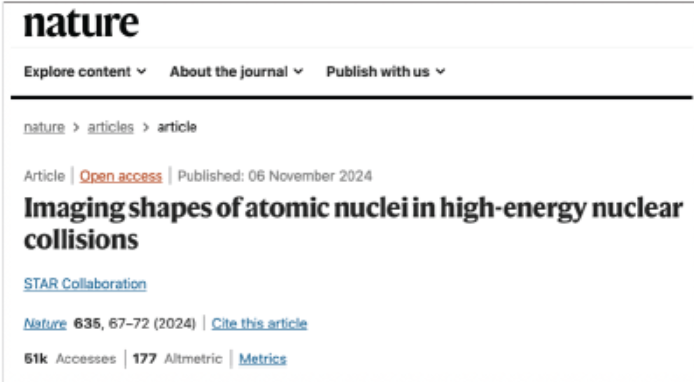 nature
Explore content About the journal Publish with us
nature > articles > article
Article | Open access | Published: 06 November 2024
Imaging shapes of atomic nuclei in high-energy nuclear
collisions
STAR Collaboration
Nature 635, 67–72 (2024) | Cite this article
51k Accesses | 177 Altmetric | Metrics